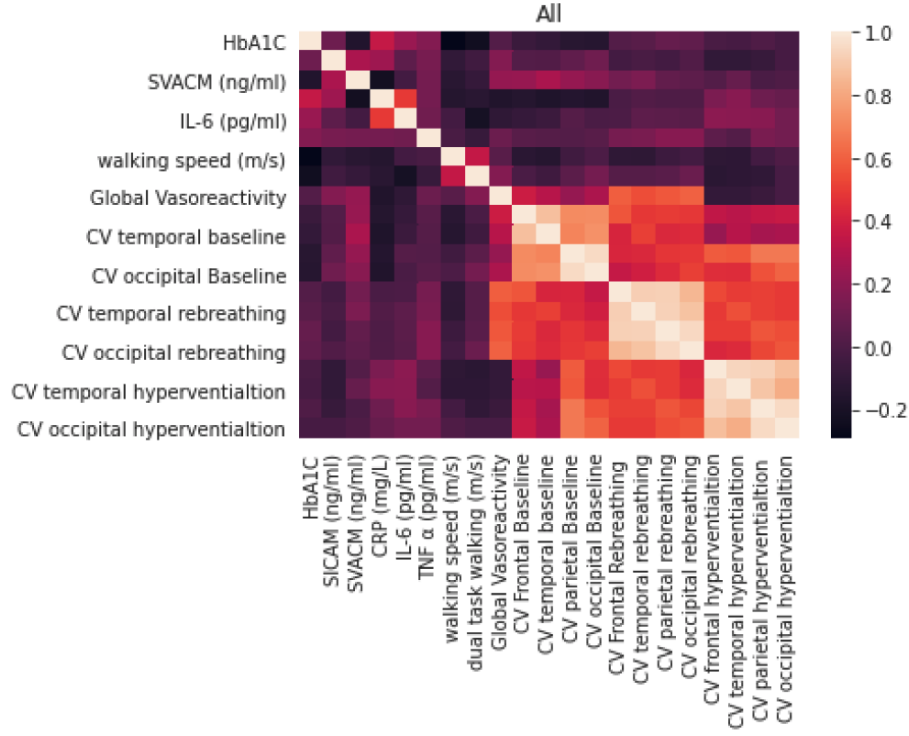 All
HbA1C
SVACM (ng/ml)
IL-6 (pg/ml)
walking speed (m/s)
Global Vasoreactivity
CV temporal baseline
CV occipital Baseline
CV temporal rebreathing
CV occipital rebreathing
CV temporal hyperventialtion
CV occipital hyperventialtion
1.0
0.8
0.6
0.4
0.2
0.0
−0.2
HbA1C
SICAM (ng/ml)
SVACM (ng/ml)
CRP (mg/L)
IL-6 (pg/ml)
TNF α (pg/ml)
walking speed (m/s)
dual task walking (m/s)
Global Vasoreactivity
CV Frontal Baseline
CV temporal baseline
CV parietal Baseline
CV occipital Baseline
CV Frontal Rebreathing
CV temporal rebreathing
CV parietal rebreathing
CV occipital rebreathing
CV frontal hyperventialtion
CV temporal hyperventialtion
CV parietal hyperventialtion
CV occipital hyperventialtion